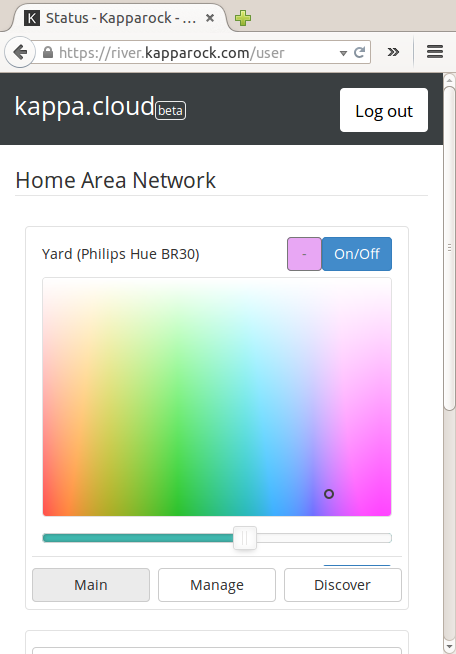 K Status - Kapparock - ...
https://river.kapparock.com/user
kappa.cloud beta
Log out
Home Area Network
Yard (Philips Hue BR30)
-
On/Off
Main
Manage
Discover